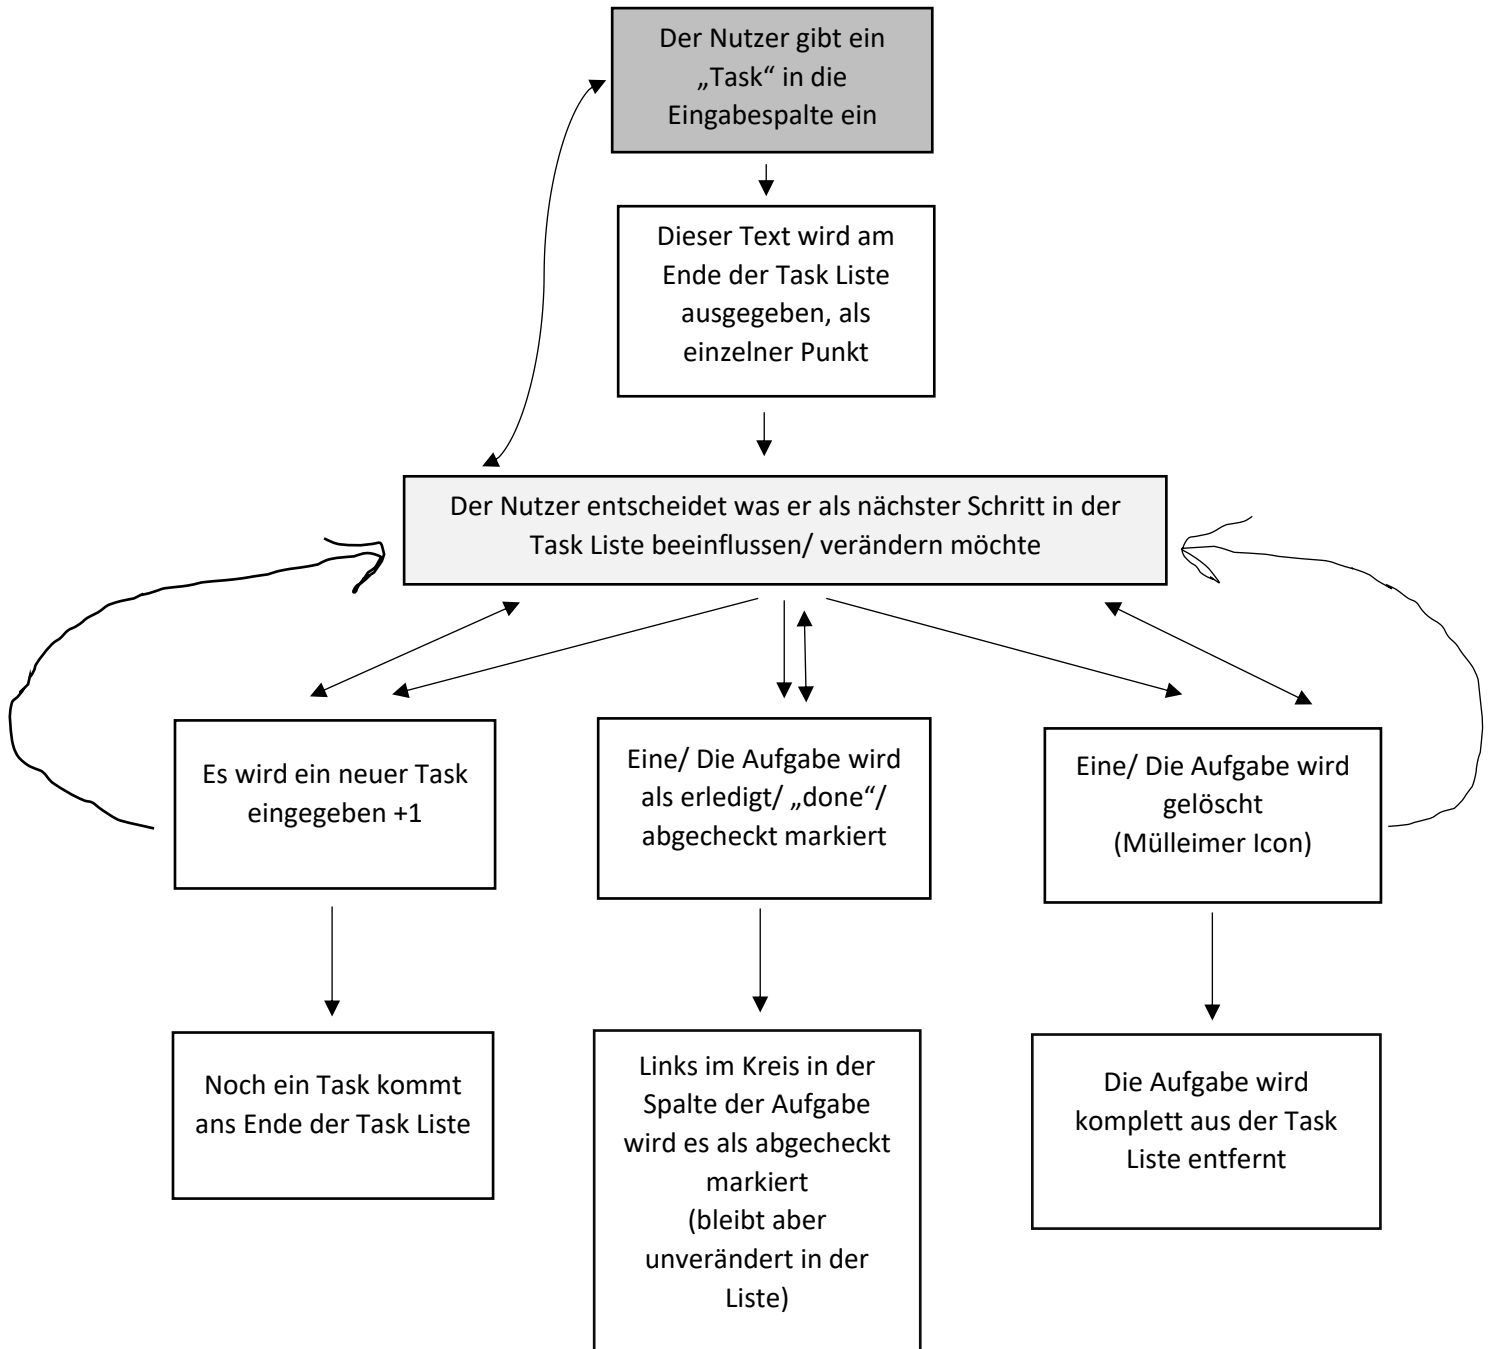 Der Nutzer gibt ein
„Task“ in die
Eingabespalte ein
Dieser Text wird am
Ende der Task Liste
ausgegeben, als
einzelner Punkt
Der Nutzer entscheidet was er als nächster Schritt in der
Task Liste beeinflussen/ verändern möchte
Es wird ein neuer Task
eingegeben +1
Eine/ Die Aufgabe wird
als erledigt/ „done“/
abgecheckt markiert
Eine/ Die Aufgabe wird
gelöscht
(Mülleimer Icon)
Noch ein Task kommt
ans Ende der Task Liste
Links im Kreis in der
Spalte der Aufgabe
wird es als abgecheckt
markiert
(bleibt aber
unverändert in der
Liste)
Die Aufgabe wird
komplett aus der Task
Liste entfernt